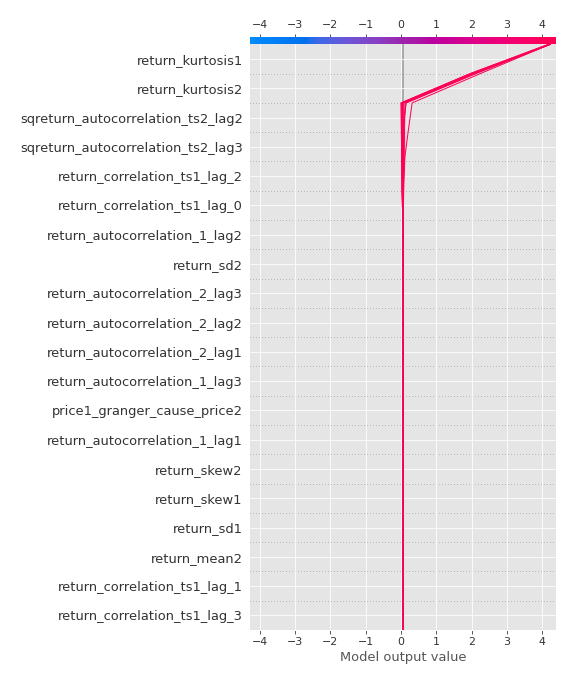 −4 −3 −2 −1 0 1 2 3 4
return_kurtosis1
return_kurtosis2
sqreturn_autocorrelation_ts2_lag2
sqreturn_autocorrelation_ts2_lag3
return_correlation_ts1_lag_2
return_correlation_ts1_lag_0
return_autocorrelation_1_lag2
return_sd2
return_autocorrelation_2_lag3
return_autocorrelation_2_lag2
return_autocorrelation_2_lag1
return_autocorrelation_1_lag3
price1_granger_cause_price2
return_autocorrelation_1_lag1
return_skew2
return_skew1
return_sd1
return_mean2
return_correlation_ts1_lag_1
return_correlation_ts1_lag_3
−4 −3 −2 −1 0 1 2 3 4
Model output value